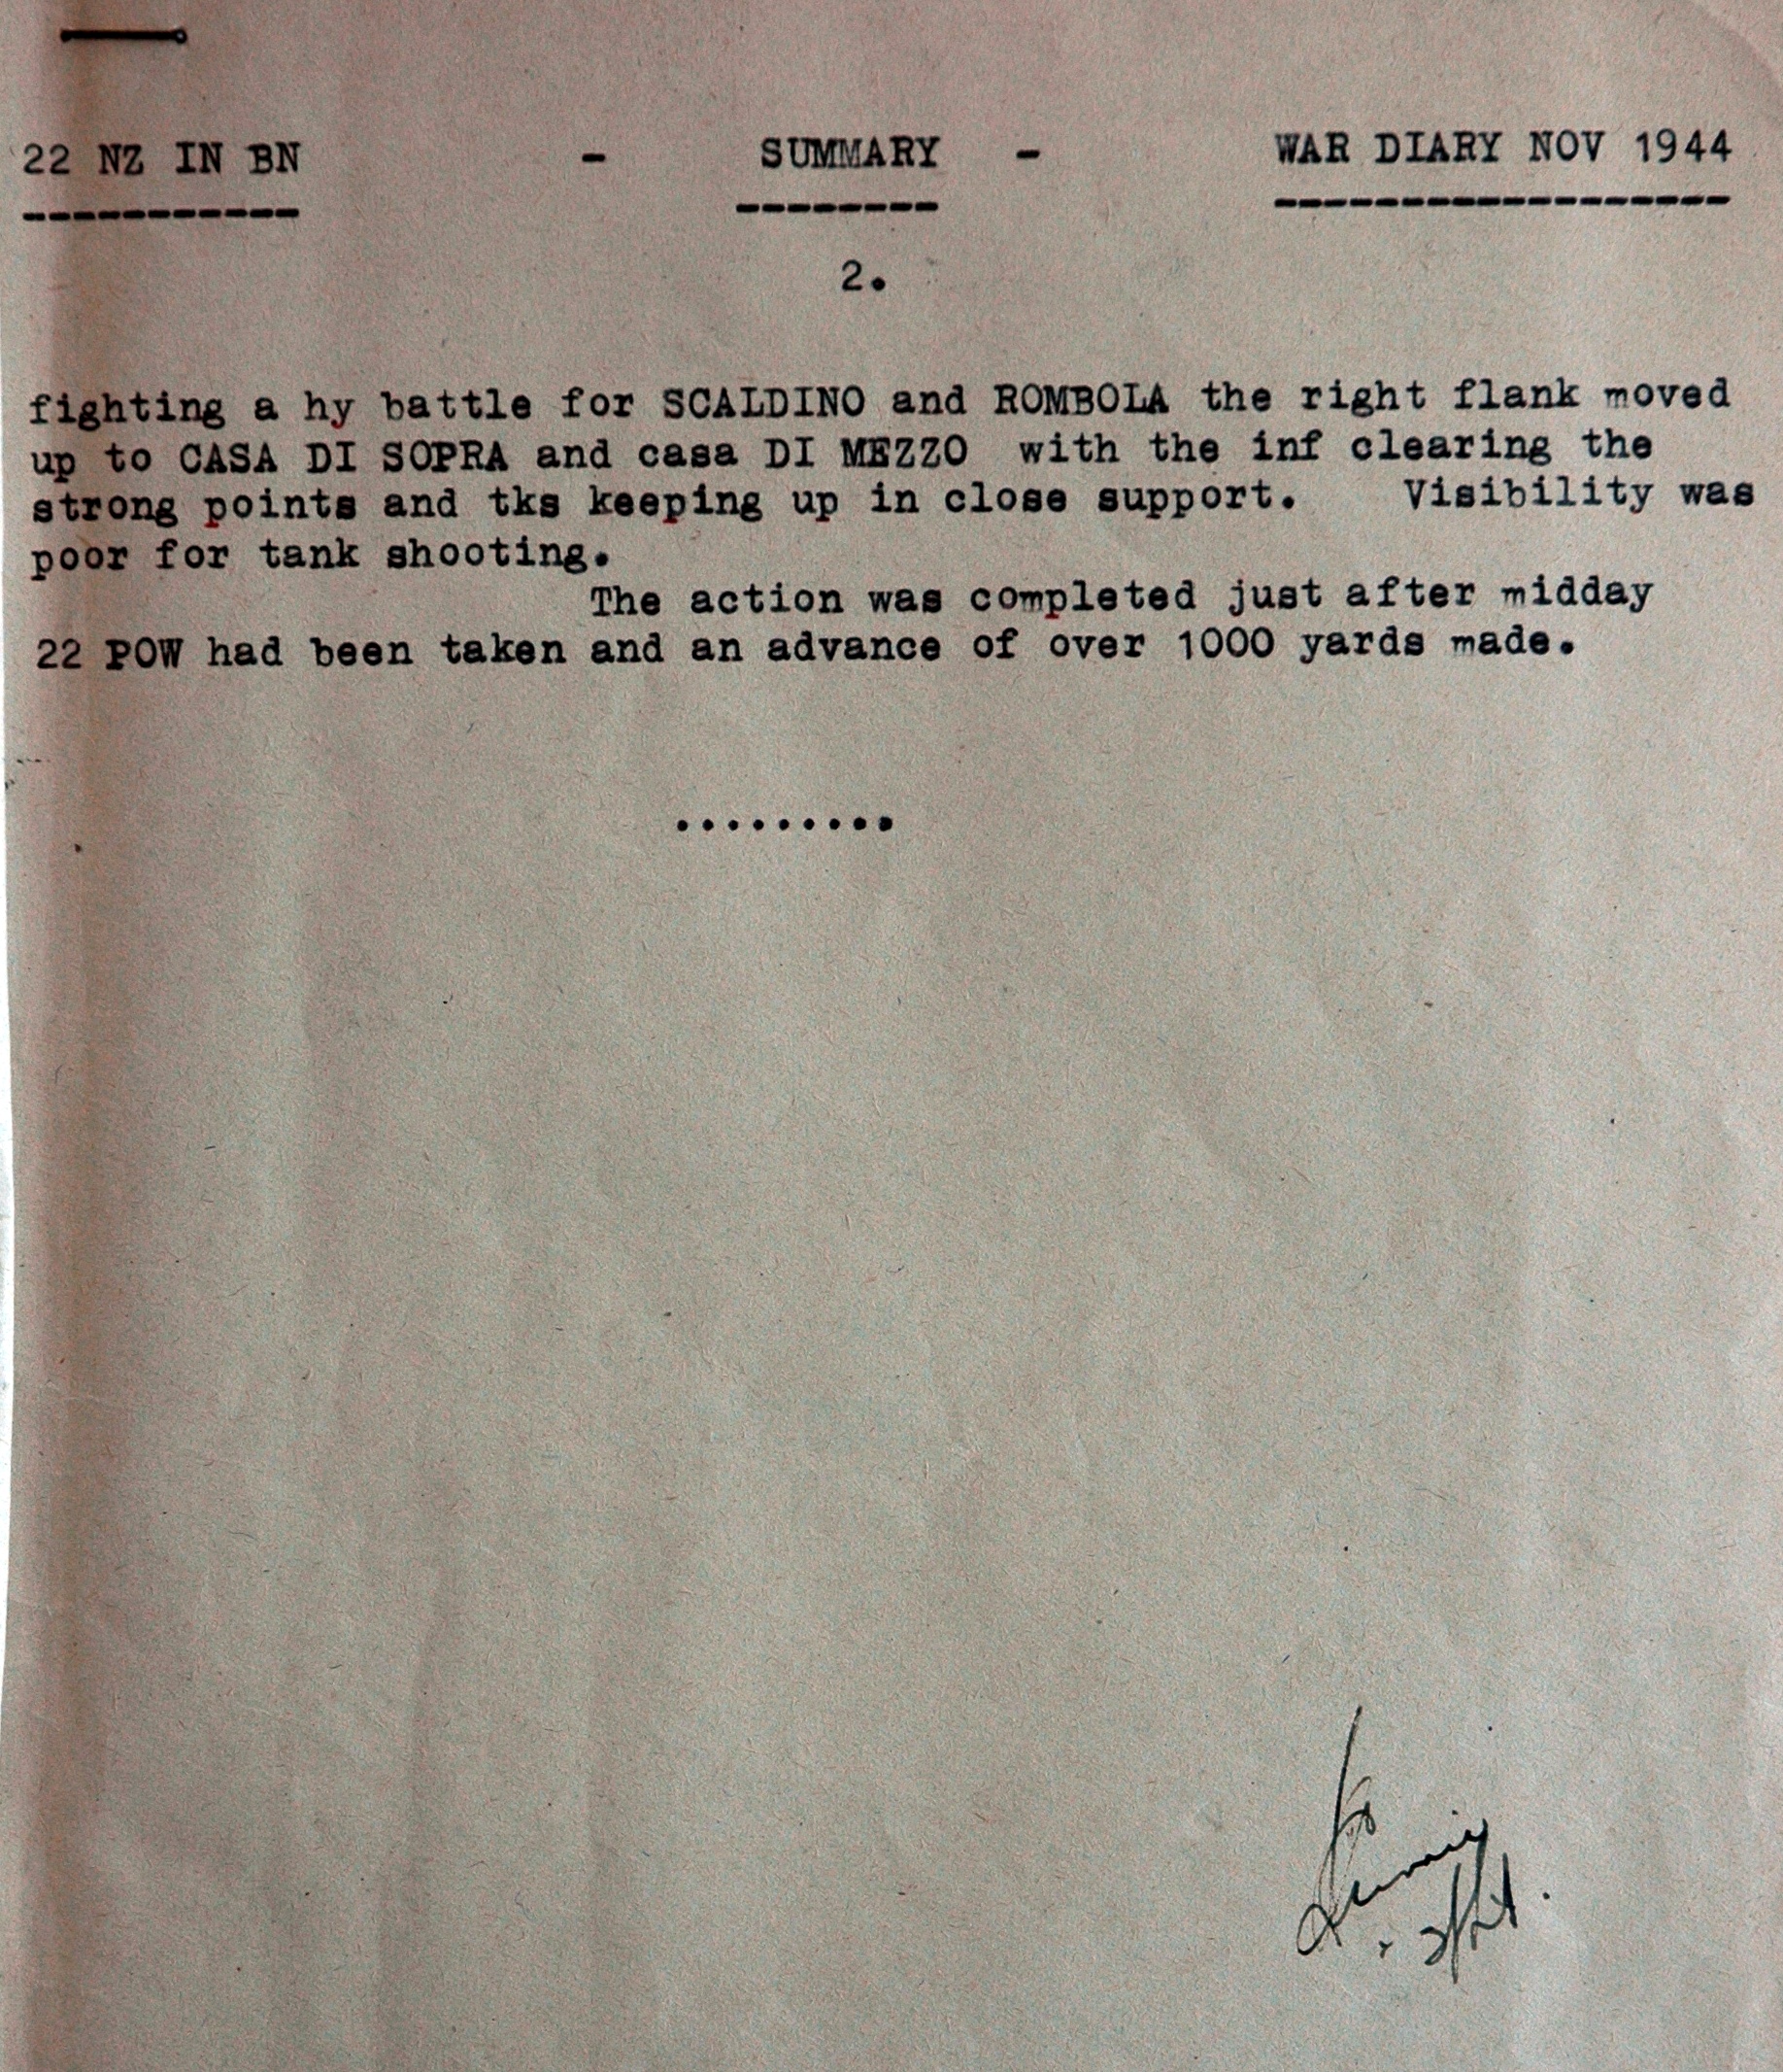 22 NZ IN BN - SUMMARY - WAR DIARY NOV 1944
2.
fighting a hy battle for SCALDINO and ROMBOLA the right flank moved
up to CASA DI SOPRA and casa DI MEZZO with the inf clearing the
strong points and tks keeping up in close support. Visibility was
poor for tank shooting.
The action was completed just after midday
22 POW had been taken and an advance of over 1000 yards made.
.........